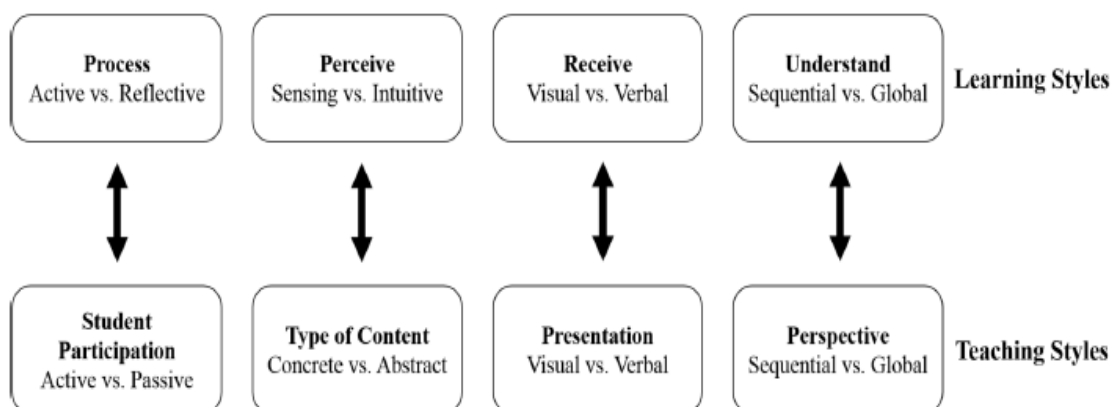 Process
Active vs. Reflective
Perceive
Sensing vs. Intuitive
Receive
Visual vs. Verbal
Understand
Sequential vs. Global
Learning Styles
Student
Participation
Active vs. Passive
Type of Content
Concrete vs. Abstract
Presentation
Visual vs. Verbal
Perspective
Sequential vs. Global
Teaching Styles